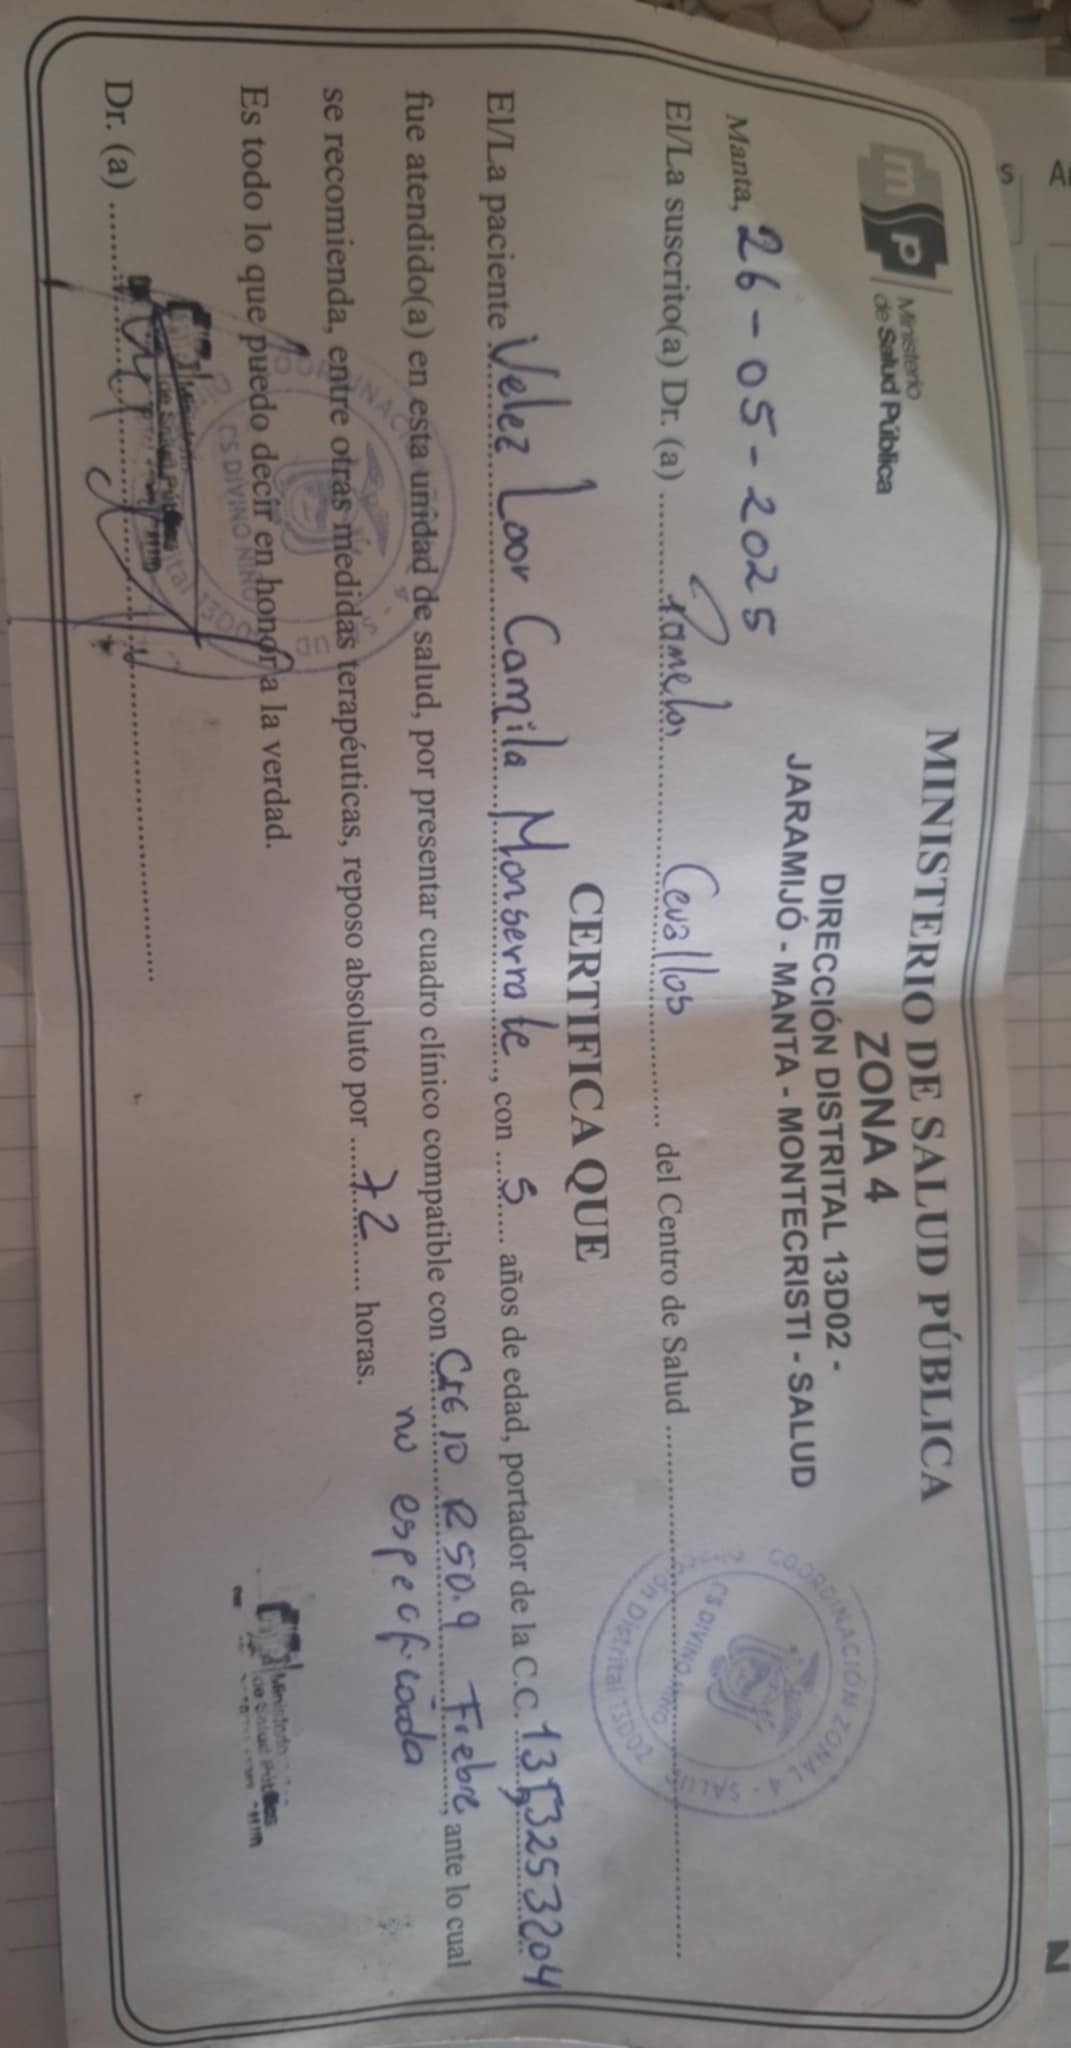 msp
Ministerio
de Salud Pública
MINISTERIO DE SALUD PÚBLICA
ZONA 4
DIRECCIÓN DISTRITAL 13D02 -
JARAMIJÓ - MANTA - MONTECRISTI - SALUD
Manta, 26-05-2025
El/La suscrito(a) Dr. (a) Pamela Cevallos del Centro de Salud
COORDINACIÓN ZONAL 4 - SALUD
CS DIVINO NIÑO
Distrital 13D02
CERTIFICA QUE
El/La paciente Velez Loor Camila Monserrate, con 5 años de edad, portador de la C.C.
fue atendido(a) en esta unidad de salud, por presentar cuadro clínico compatible con CIE 10 R50.9 Fiebre, ante lo cual
no especificada
se recomienda, entre otras medidas terapéuticas, reposo absoluto por 72 horas.
Es todo lo que puedo decir en honor a la verdad.
CS DIVINO NIÑO
Ministerio
de Salud
Dr. (a)